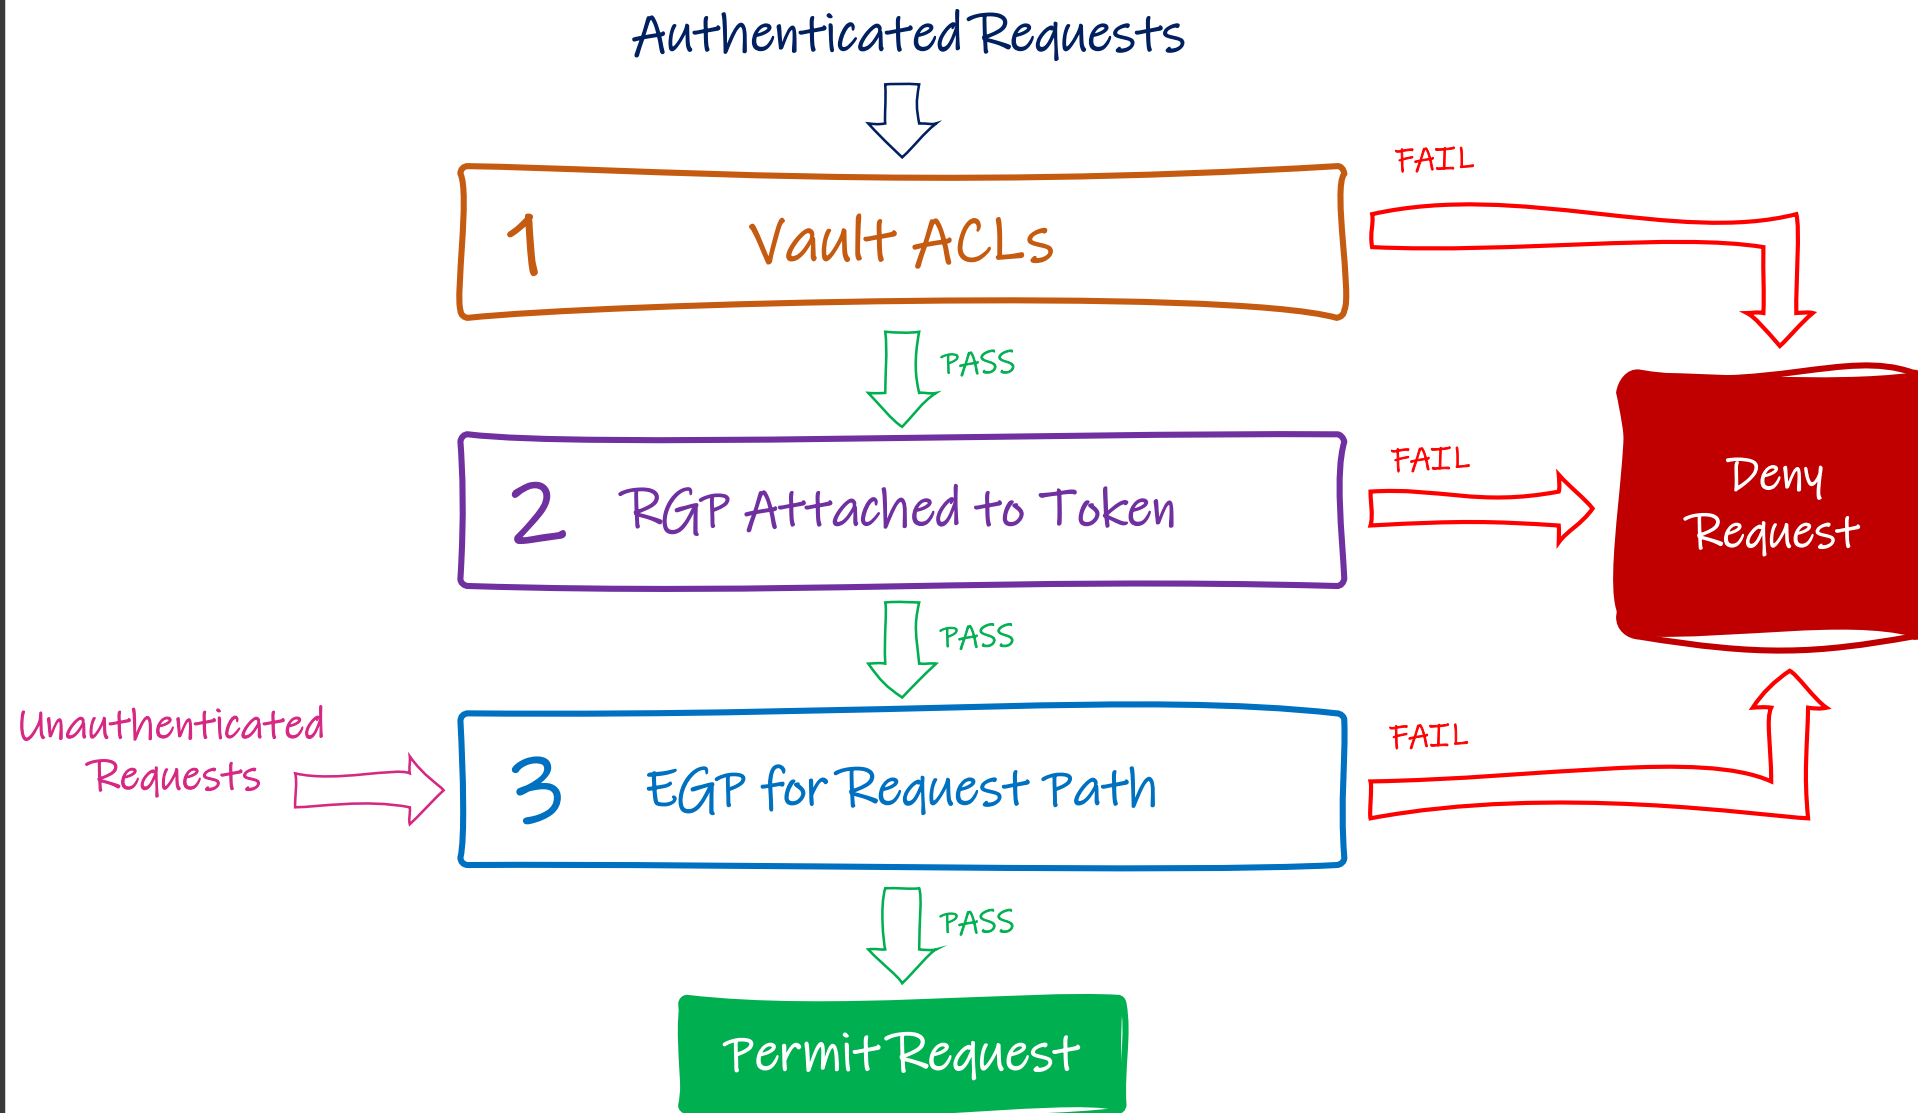 Authenticated Requests
FAIL
1 Vault ACLs
PASS
FAIL
2 RGP Attached to Token
Deny
Request
PASS
Unauthenticated
Requests
FAIL
3 EGP for Request Path
PASS
Permit Request